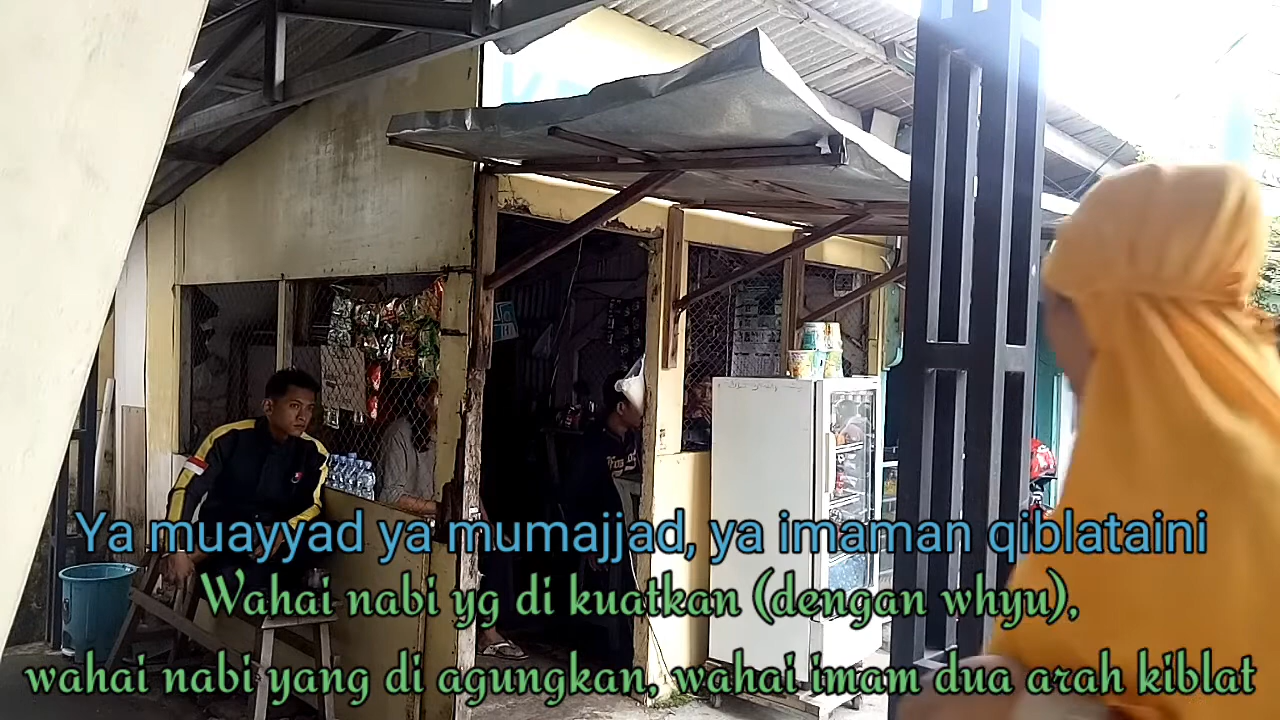 Ya muayyad ya mumajjad, ya imaman qiblataini
Wahai nabi yg di kuatkan (dengan whyu),
wahai nabi yang di agungkan, wahai imam dua arah kiblat